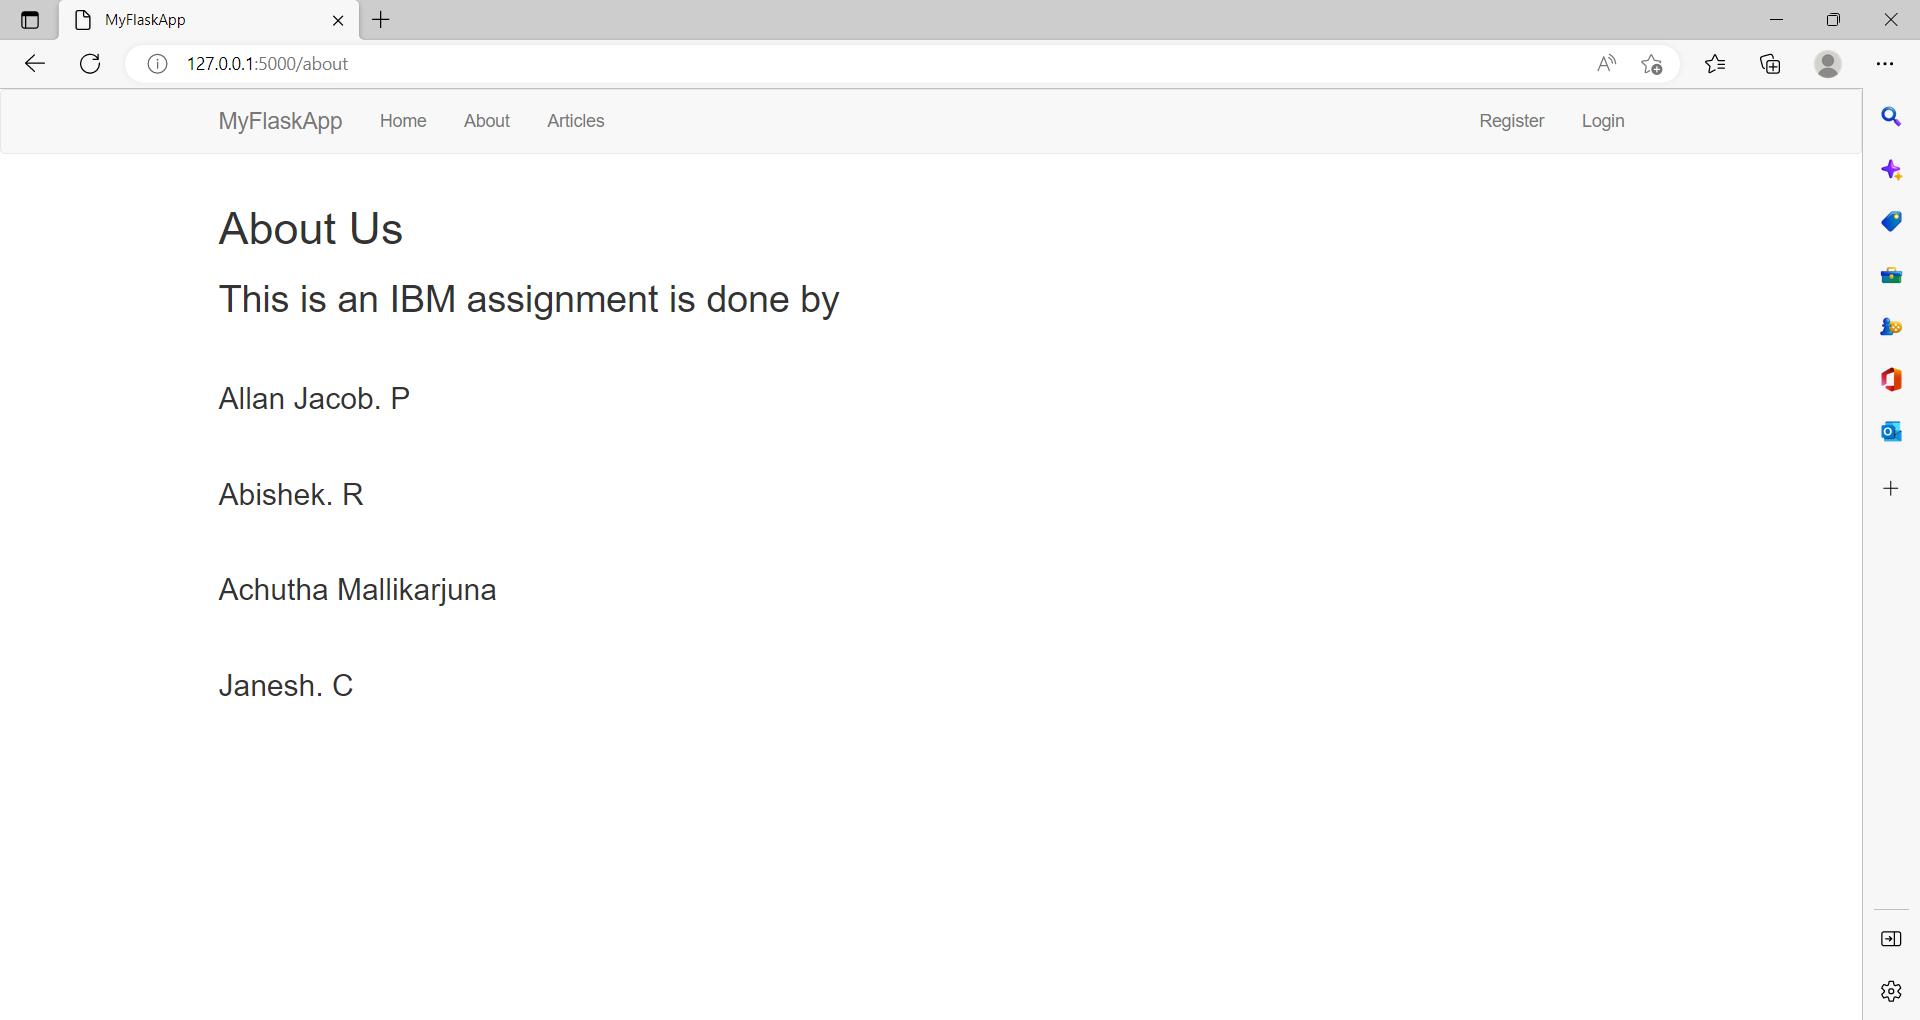 MyFlaskApp
127.0.0.1:5000/about
MyFlaskApp Home About Articles Register Login
About Us
This is an IBM assignment is done by
Allan Jacob. P
Abishek. R
Achutha Mallikarjuna
Janesh. C